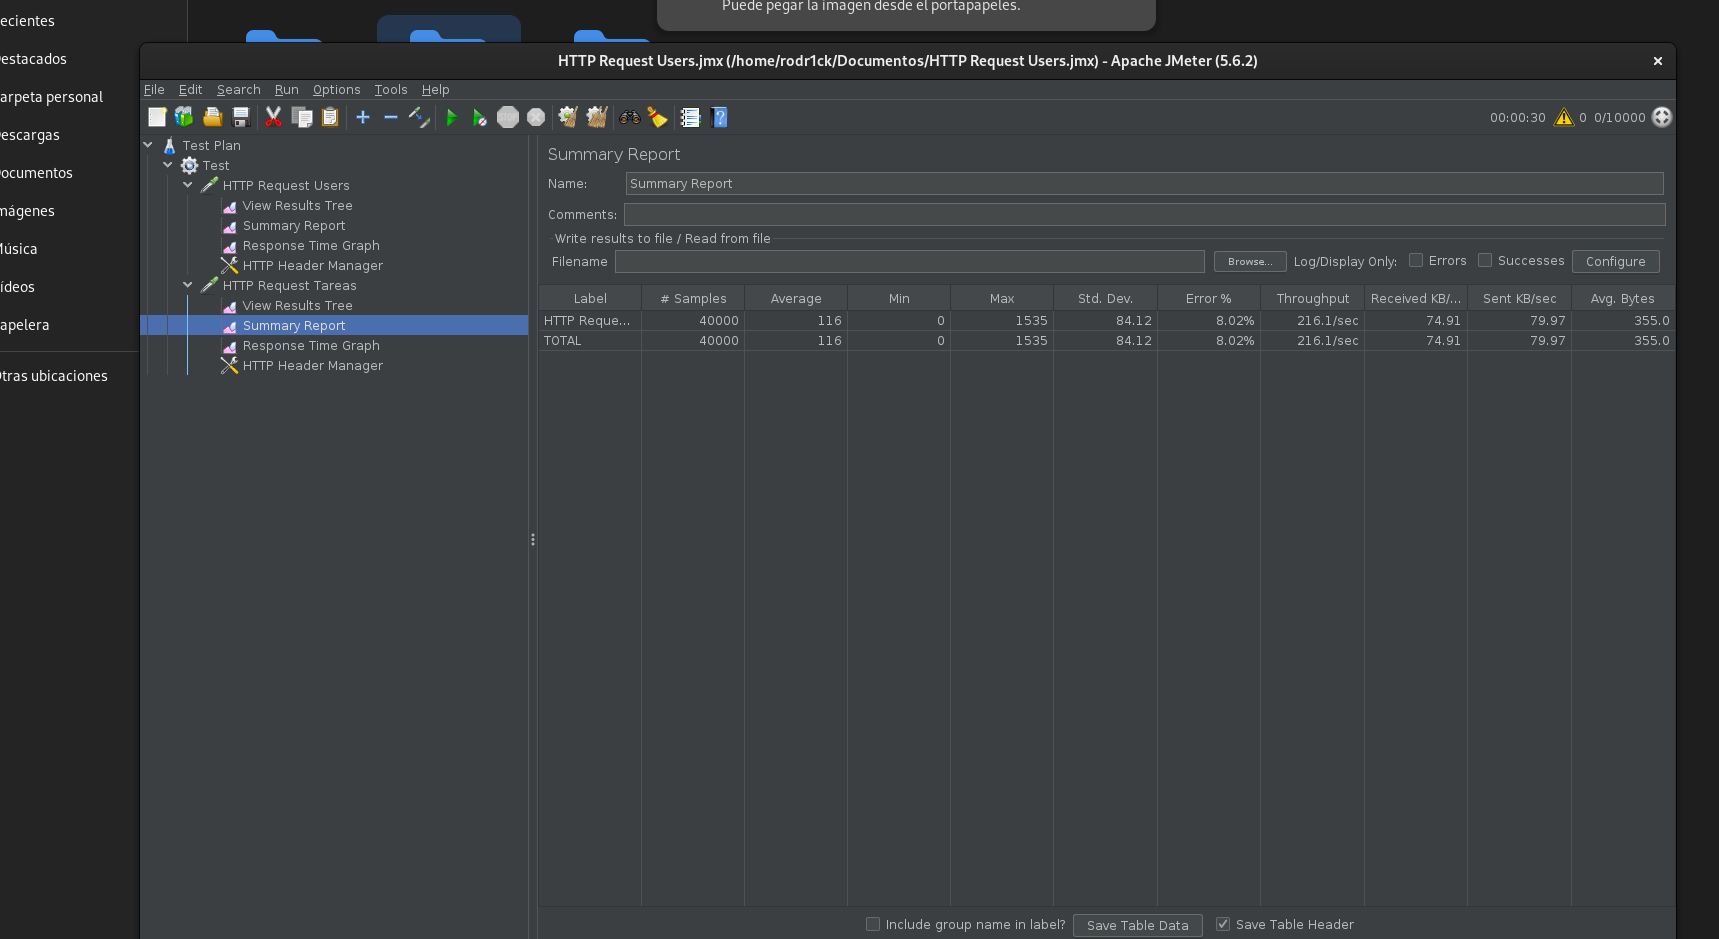 Puede pegar la imagen desde el portapapeles.
ecientes
estacados
arpeta personal
escargas
ocumentos
mágenes
úsica
ídeos
apelera
tras ubicaciones
HTTP Request Users.jmx (/home/rodr1ck/Documentos/HTTP Request Users.jmx) - Apache JMeter (5.6.2)
File Edit Search Run Options Tools Help
00:00:30 0 0/10000
Test Plan
Test
HTTP Request Users
View Results Tree
Summary Report
Response Time Graph
HTTP Header Manager
HTTP Request Tareas
View Results Tree
Summary Report
Response Time Graph
HTTP Header Manager
Summary Report
Name: Summary Report
Comments:
Write results to file / Read from file
Filename Browse... Log/Display Only: Errors Successes Configure
Label # Samples Average Min Max Std. Dev. Error % Throughput Received KB/... Sent KB/sec Avg. Bytes
HTTP Reque... 40000 116 0 1535 84.12 8.02% 216.1/sec 74.91 79.97 355.0
TOTAL 40000 116 0 1535 84.12 8.02% 216.1/sec 74.91 79.97 355.0
Include group name in label? Save Table Data Save Table Header